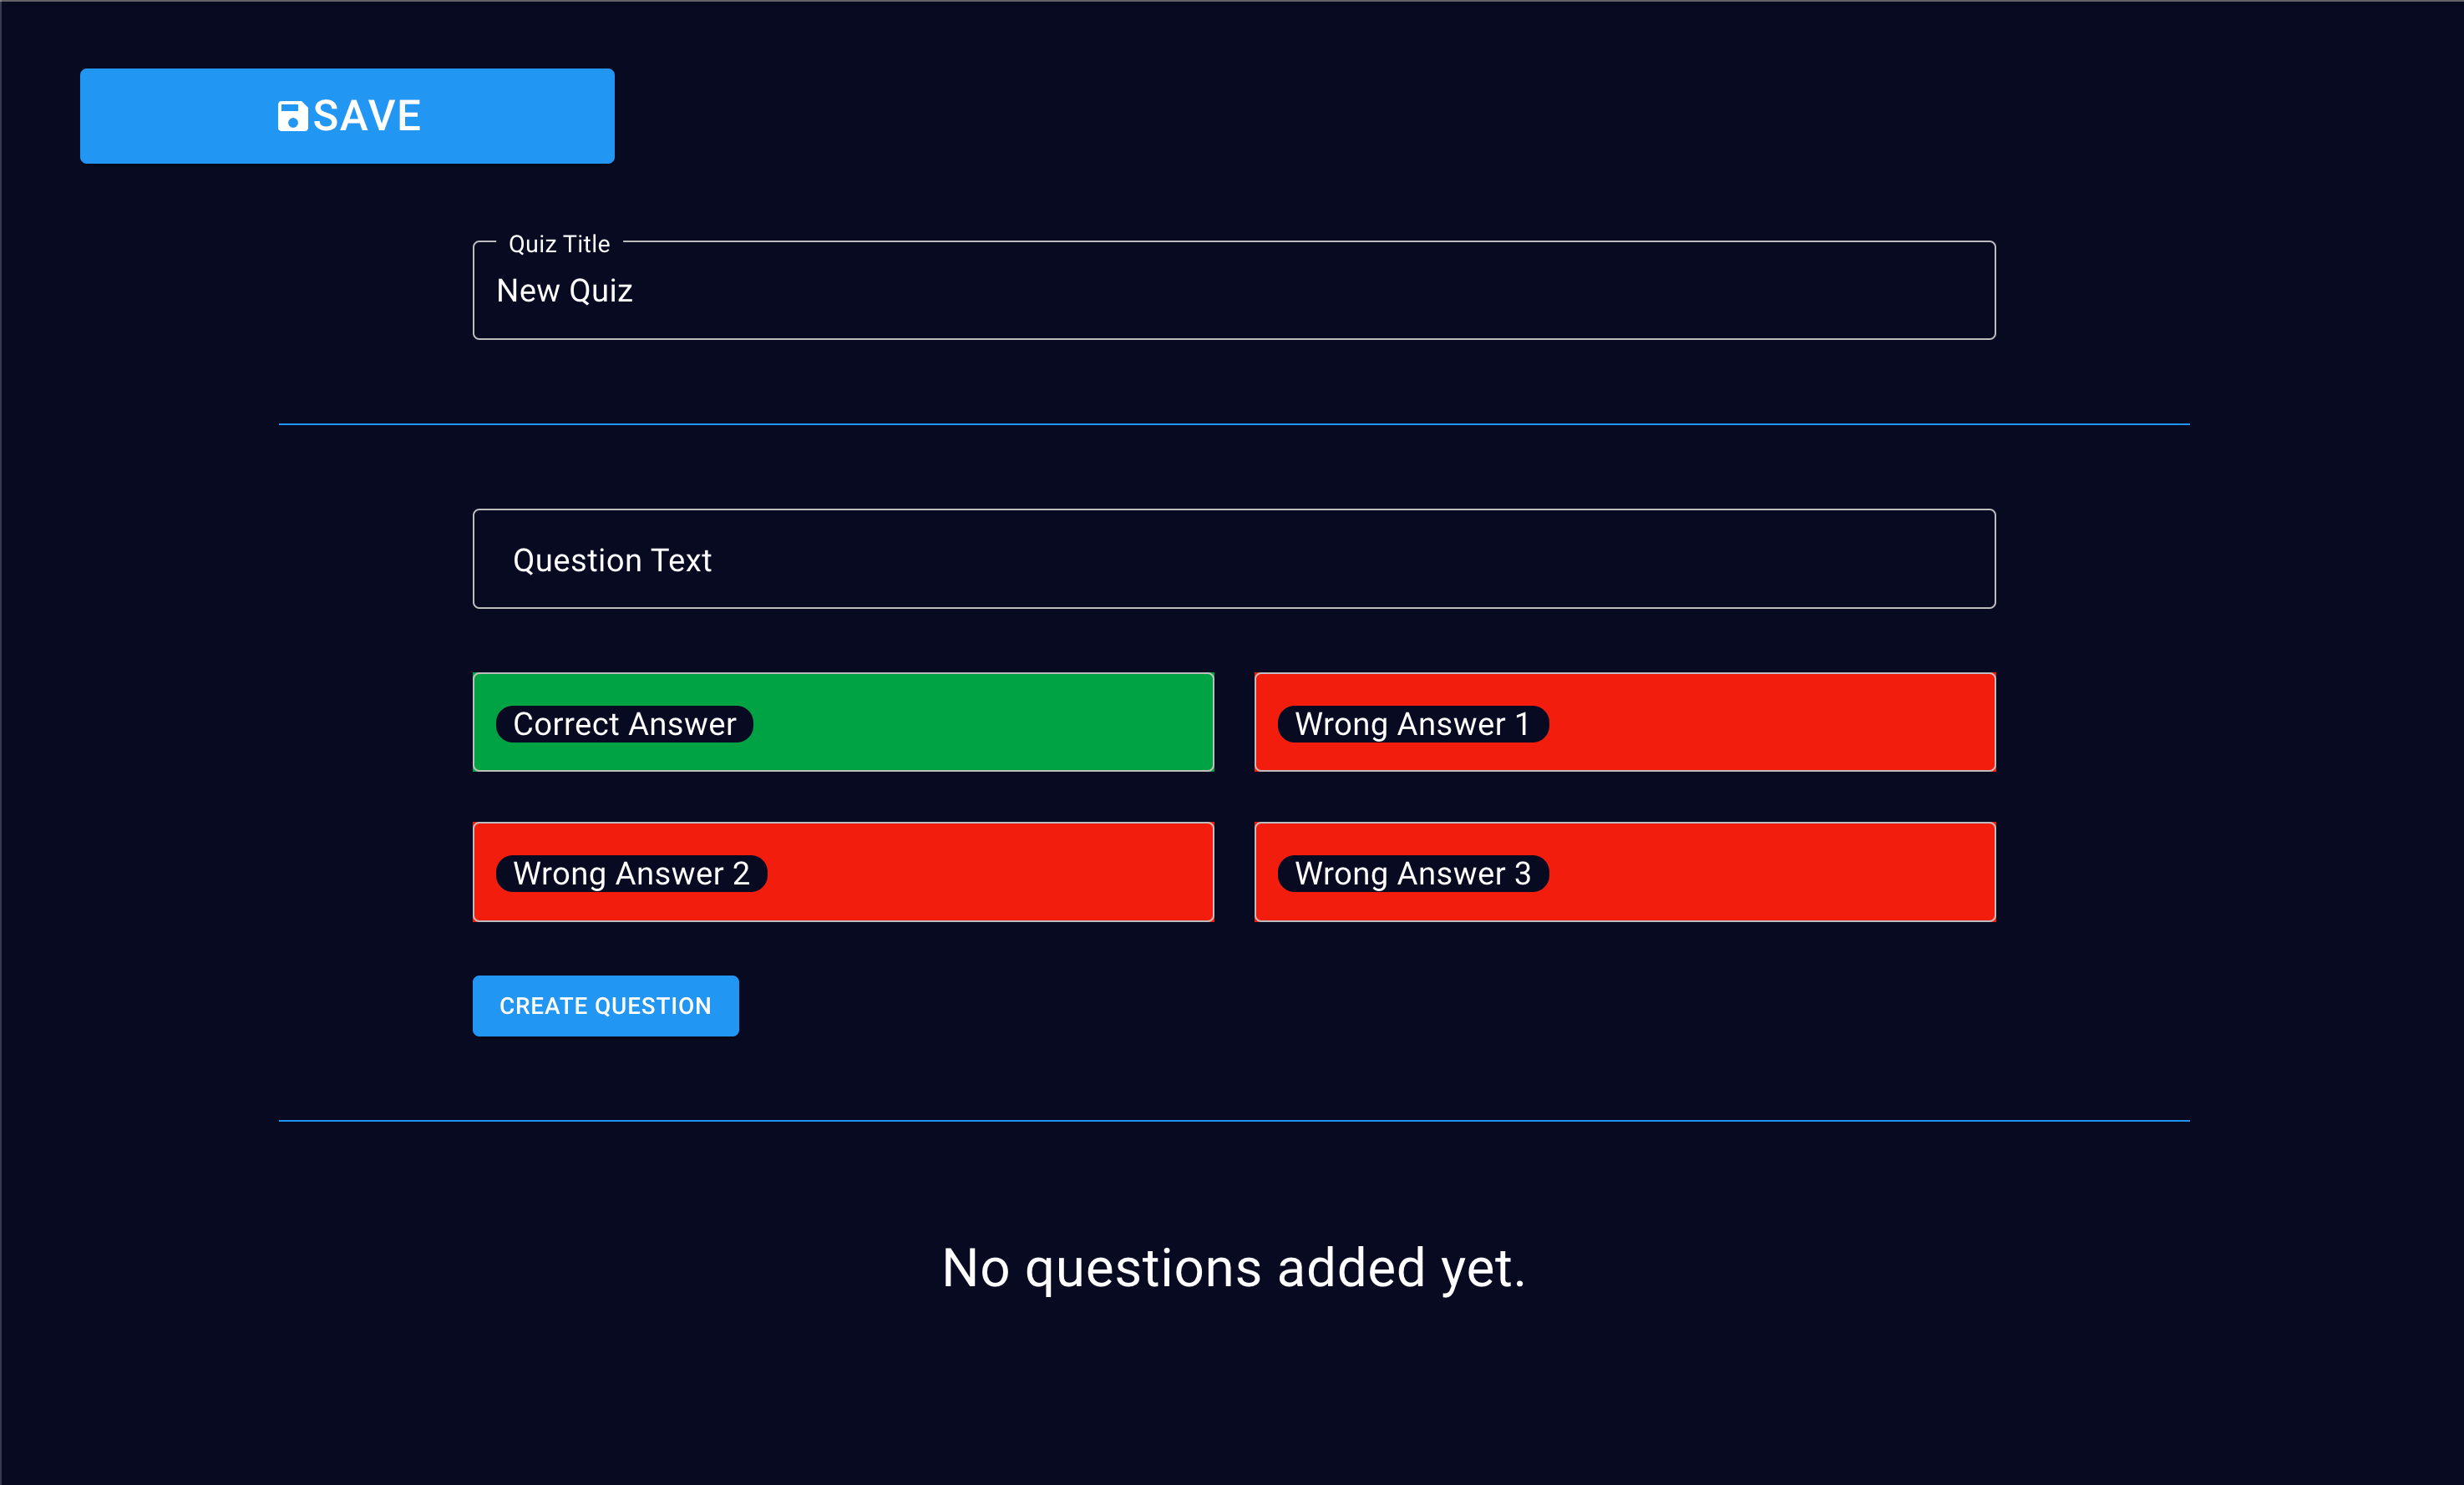 SAVE
Quiz Title
New Quiz
Question Text
Correct Answer
Wrong Answer 1
Wrong Answer 2
Wrong Answer 3
CREATE QUESTION
No questions added yet.